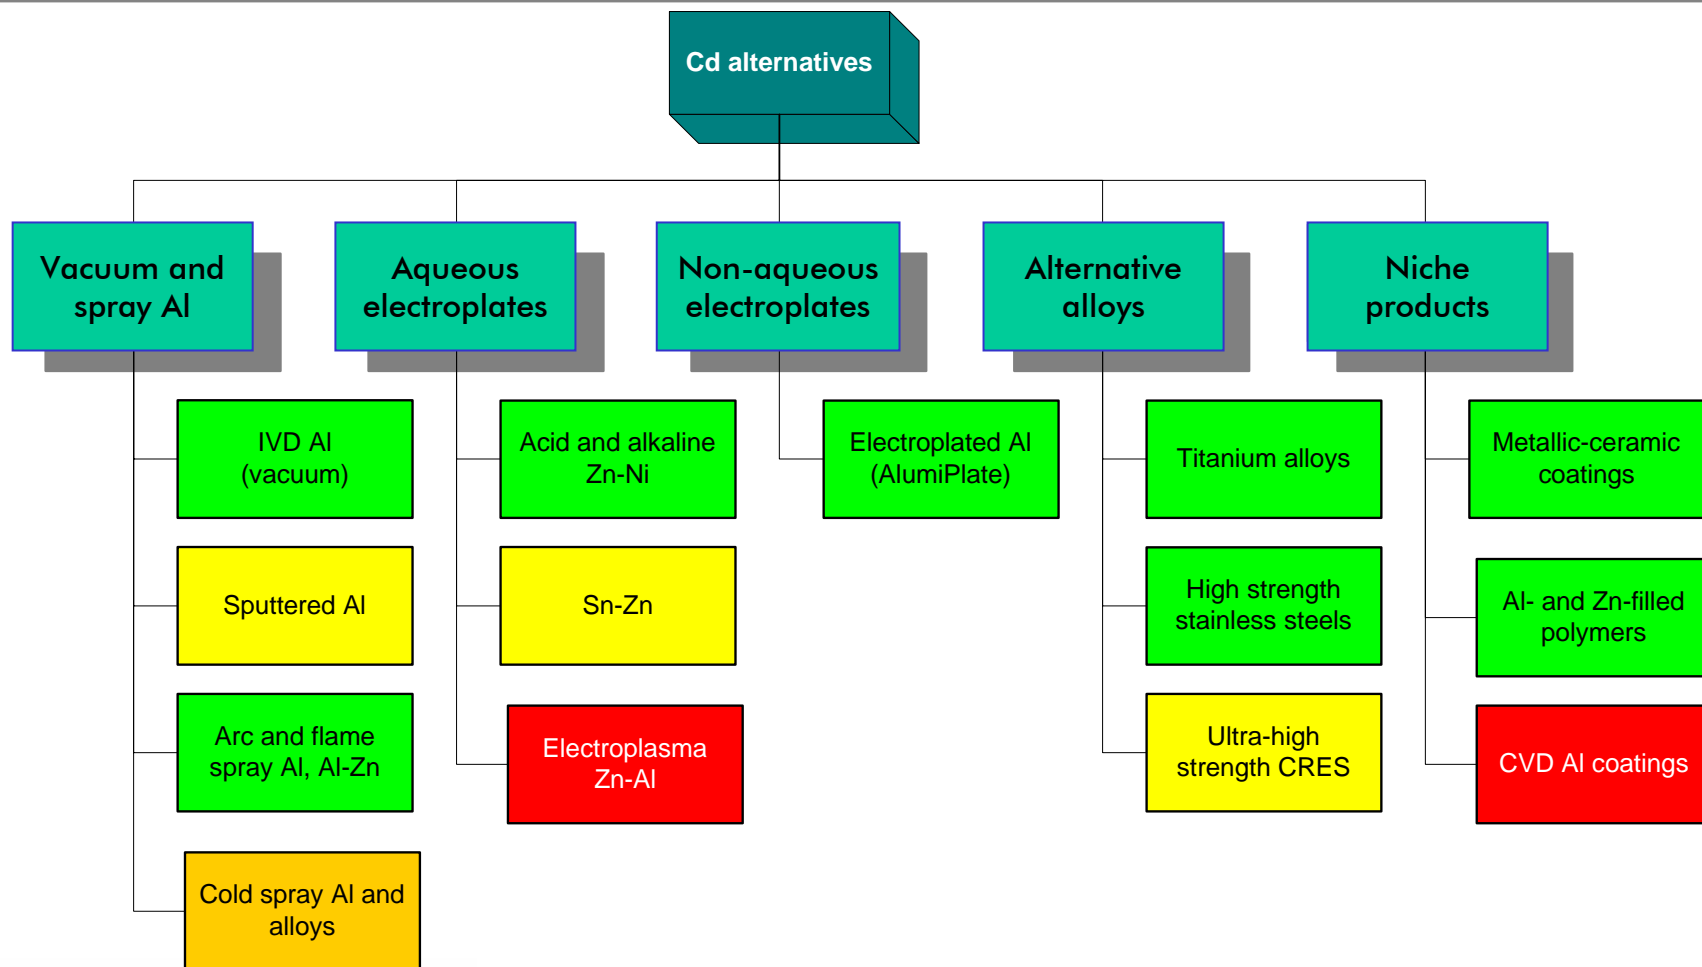 Cd alternatives
Vacuum and
spray Al
Aqueous
electroplates
Non-aqueous
electroplates
Alternative
alloys
Niche
products
IVD Al
(vacuum)
Sputtered Al
Arc and flame
spray Al, Al-Zn
Cold spray Al and
alloys
Acid and alkaline
Zn-Ni
Sn-Zn
Electroplasma
Zn-Al
Electroplated Al
(AlumiPlate)
Titanium alloys
High strength
stainless steels
Ultra-high
strength CRES
Metallic-ceramic
coatings
Al- and Zn-filled
polymers
CVD Al coatings